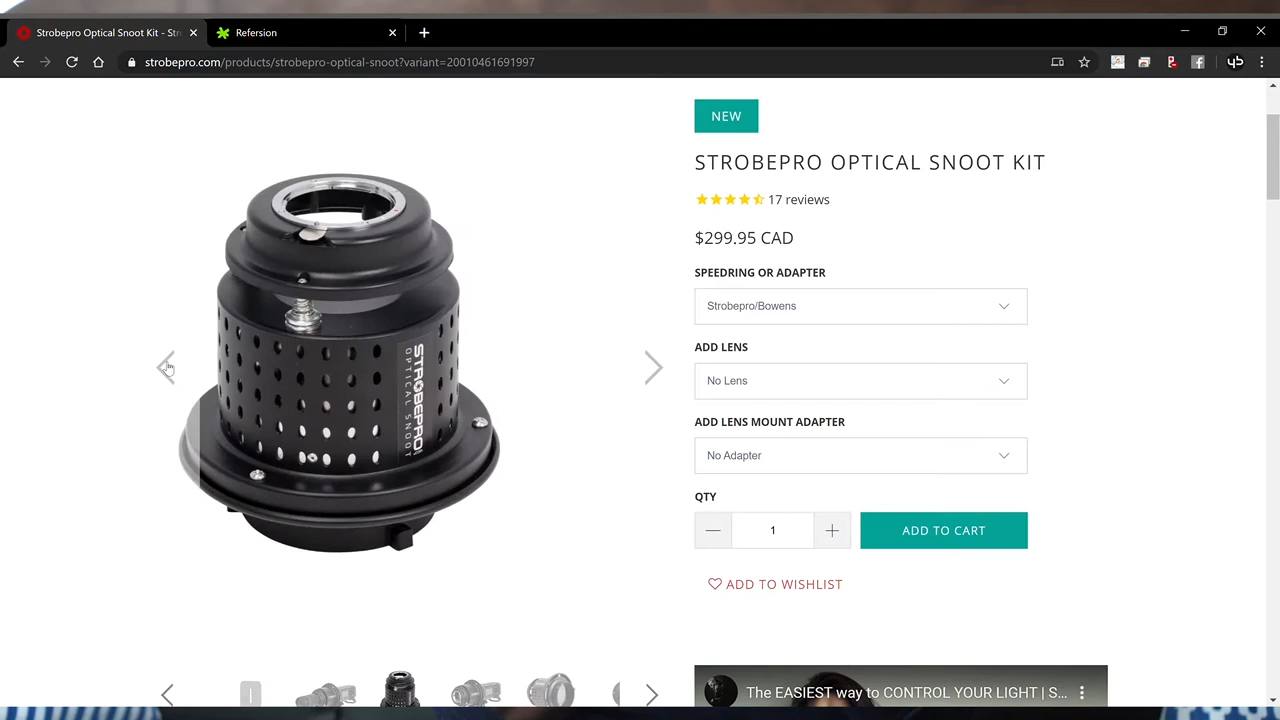 Strobepro Optical Snoot Kit - Str
Refersion
strobepro.com/products/strobepro-optical-snoot?variant=20010461691997
NEW
STROBEPRO OPTICAL SNOOT KIT
17 reviews
$299.95 CAD
SPEEDRING OR ADAPTER
Strobepro/Bowens
ADD LENS
No Lens
ADD LENS MOUNT ADAPTER
No Adapter
QTY
1
ADD TO CART
ADD TO WISHLIST
STROBEPRO
OPTICAL SNOOT
The EASIEST way to CONTROL YOUR LIGHT | S...